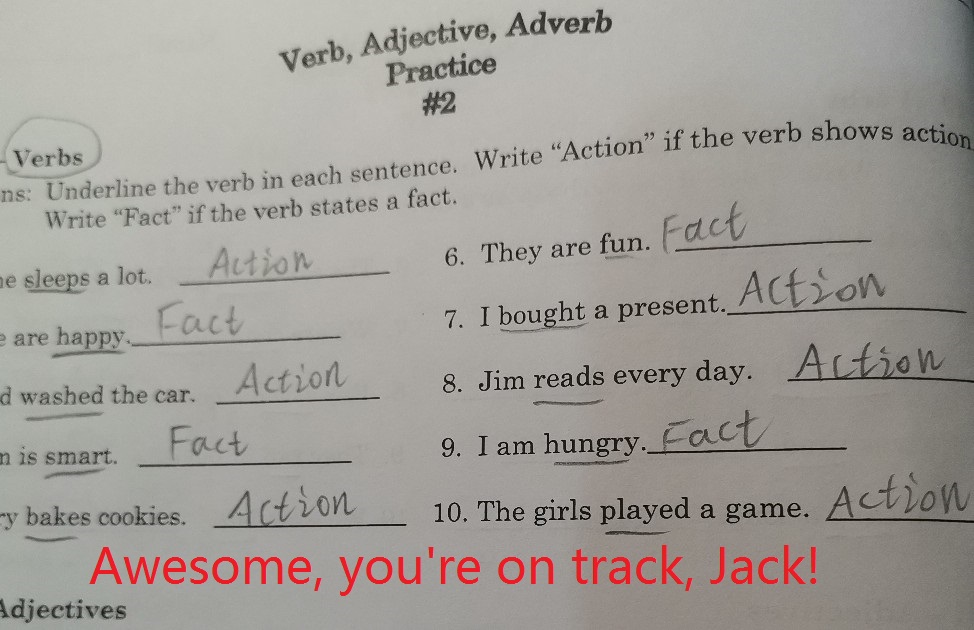 Verb, Adjective, Adverb
Practice
#2
Verbs
ns: Underline the verb in each sentence. Write "Action" if the verb shows action
Write "Fact" if the verb states a fact.
e sleeps a lot. Action
e are happy. Fact
d washed the car. Action
n is smart. Fact
ry bakes cookies. Action
6. They are fun. Fact
7. I bought a present. Action
8. Jim reads every day. Action
9. I am hungry. Fact
10. The girls played a game. Action
Awesome, you're on track, Jack!
Adjectives